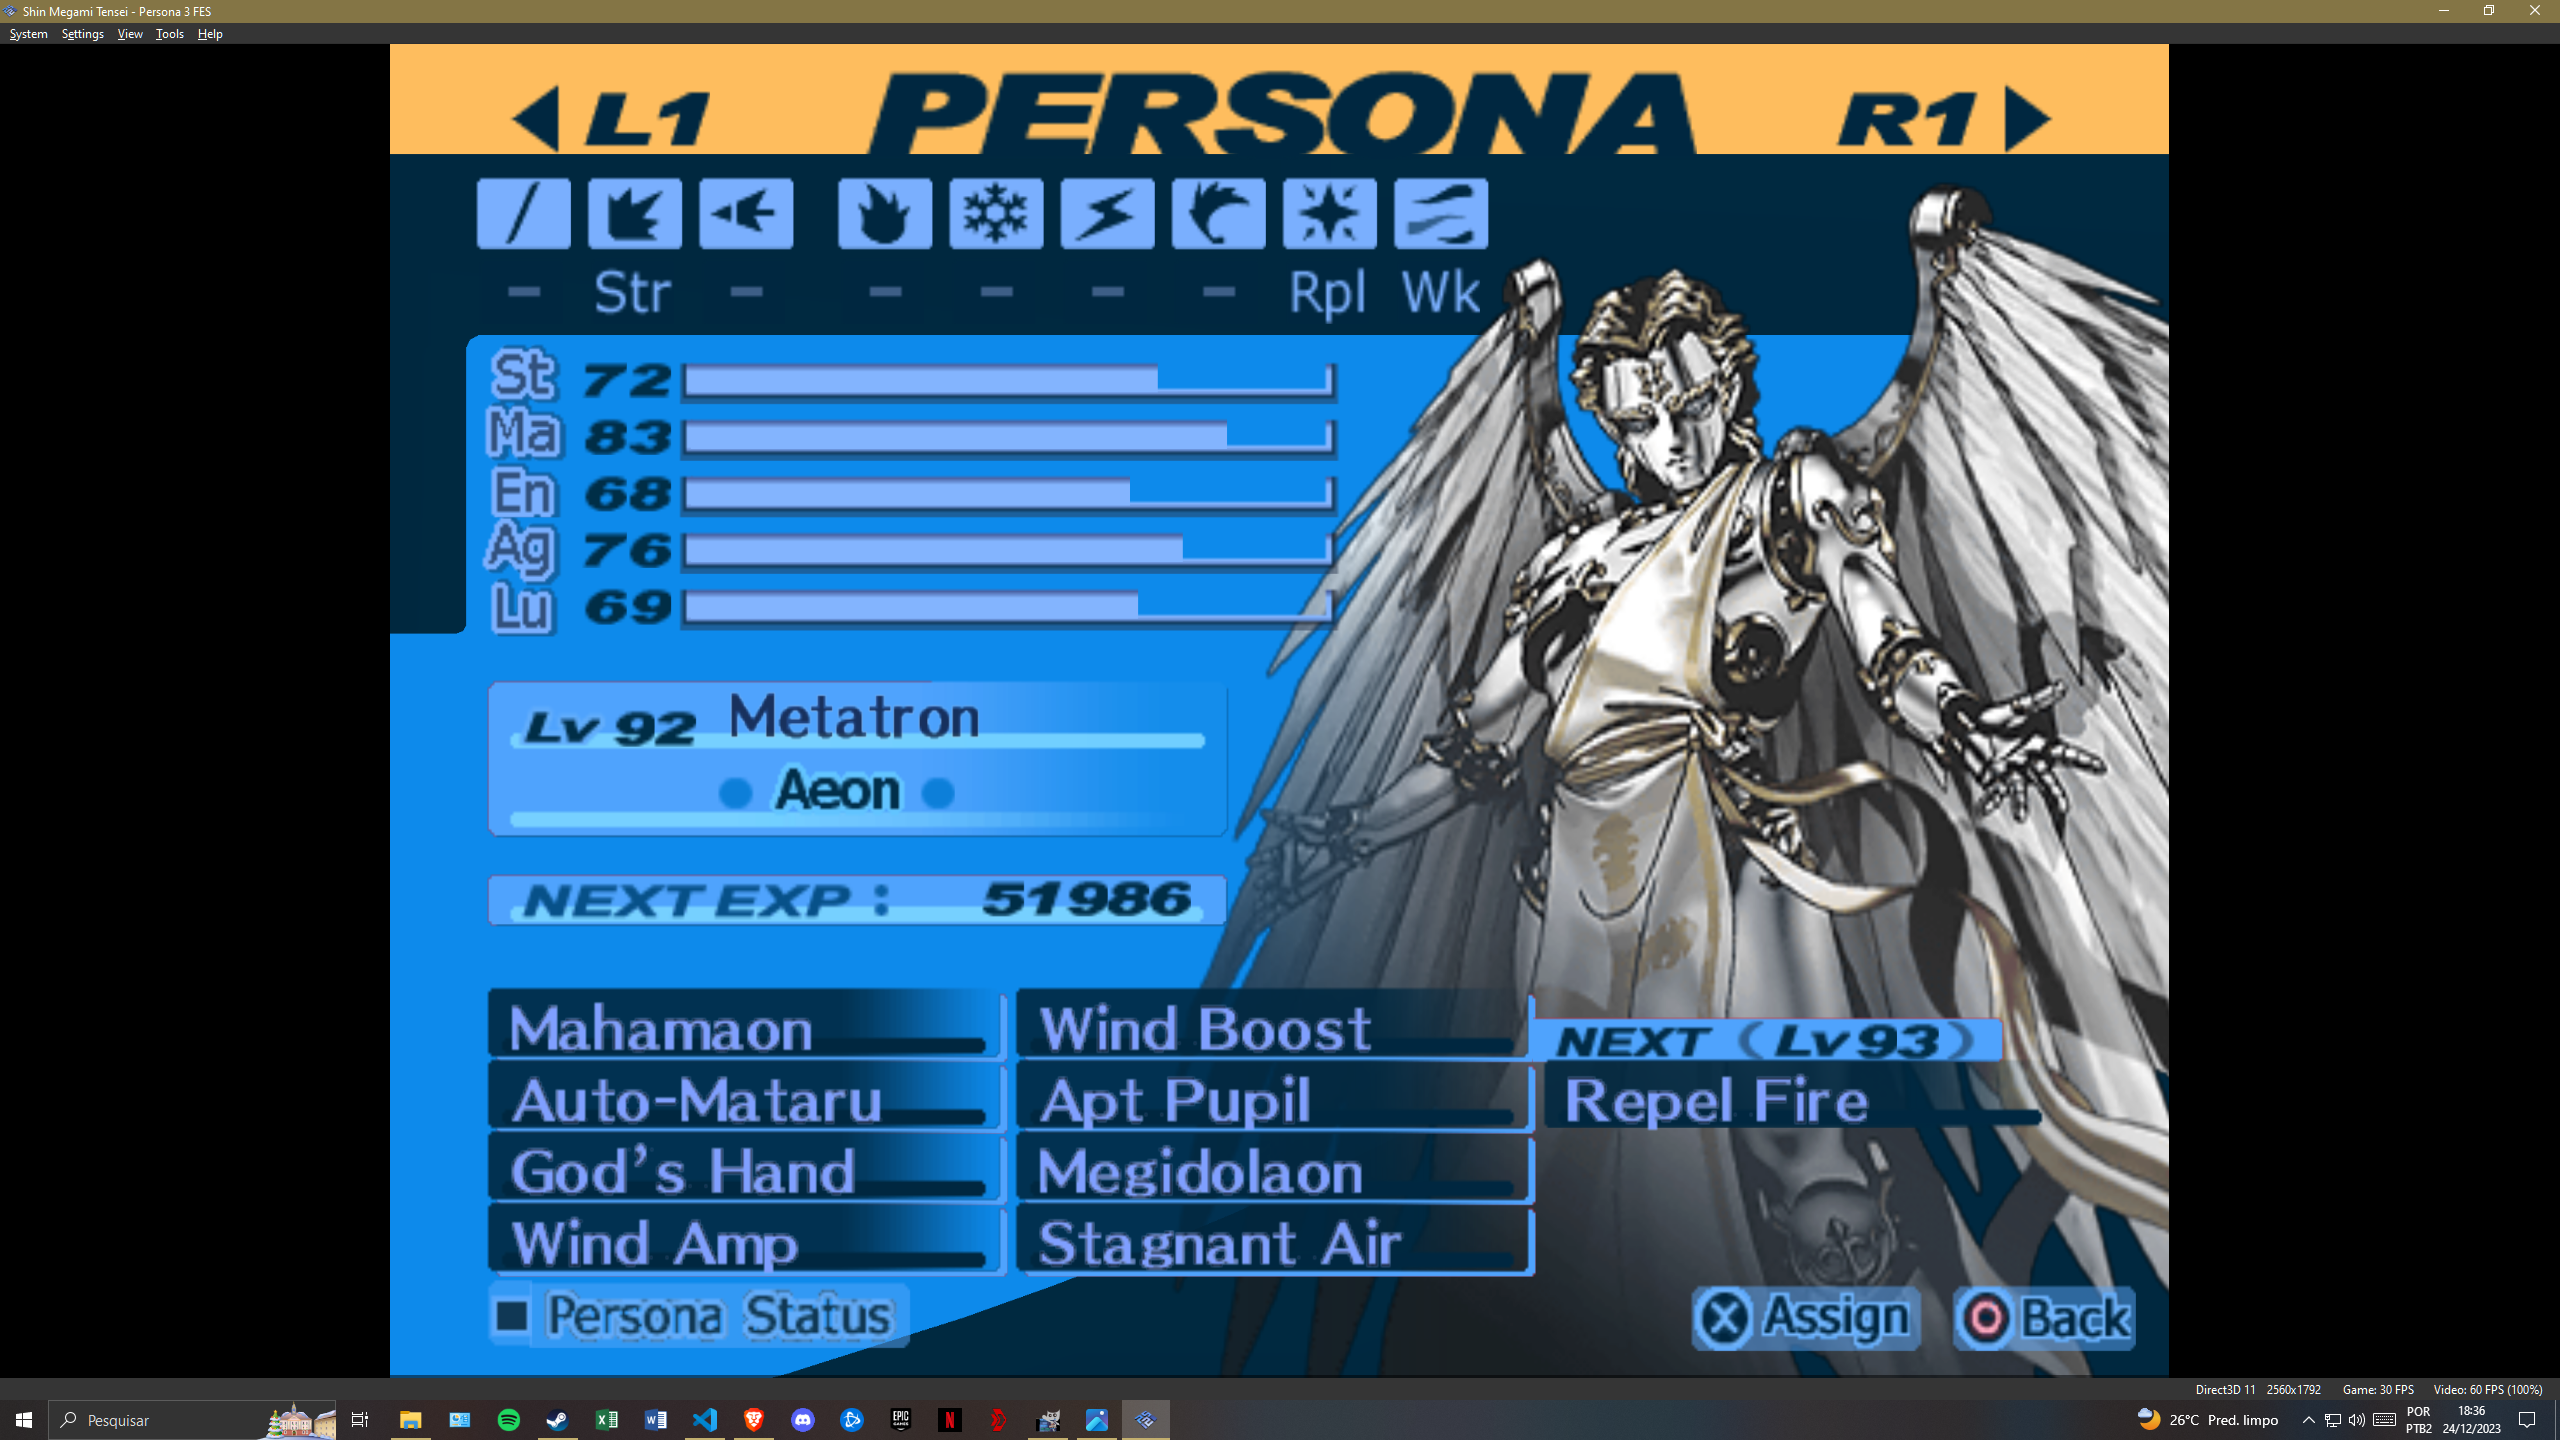 Shin Megami Tensei - Persona 3 FES
System Settings View Tools Help
L1 PERSONA R1
- Str - - - - - Rpl Wk
St 72
Ma 83
En 68
Ag 76
Lu 69
Lv 92 Metatron
Aeon
NEXT EXP : 51986
Mahamaon
Auto-Mataru
God's Hand
Wind Amp
Wind Boost
Apt Pupil
Megidolaon
Stagnant Air
NEXT (Lv 93)
Repel Fire
Persona Status
Assign Back
Direct3D 11 2560x1792 Game: 30 FPS Video: 60 FPS (100%)
Pesquisar
EPIC GAMES
N
26°C Pred. limpo
POR
PTB2
18:36
24/12/2023